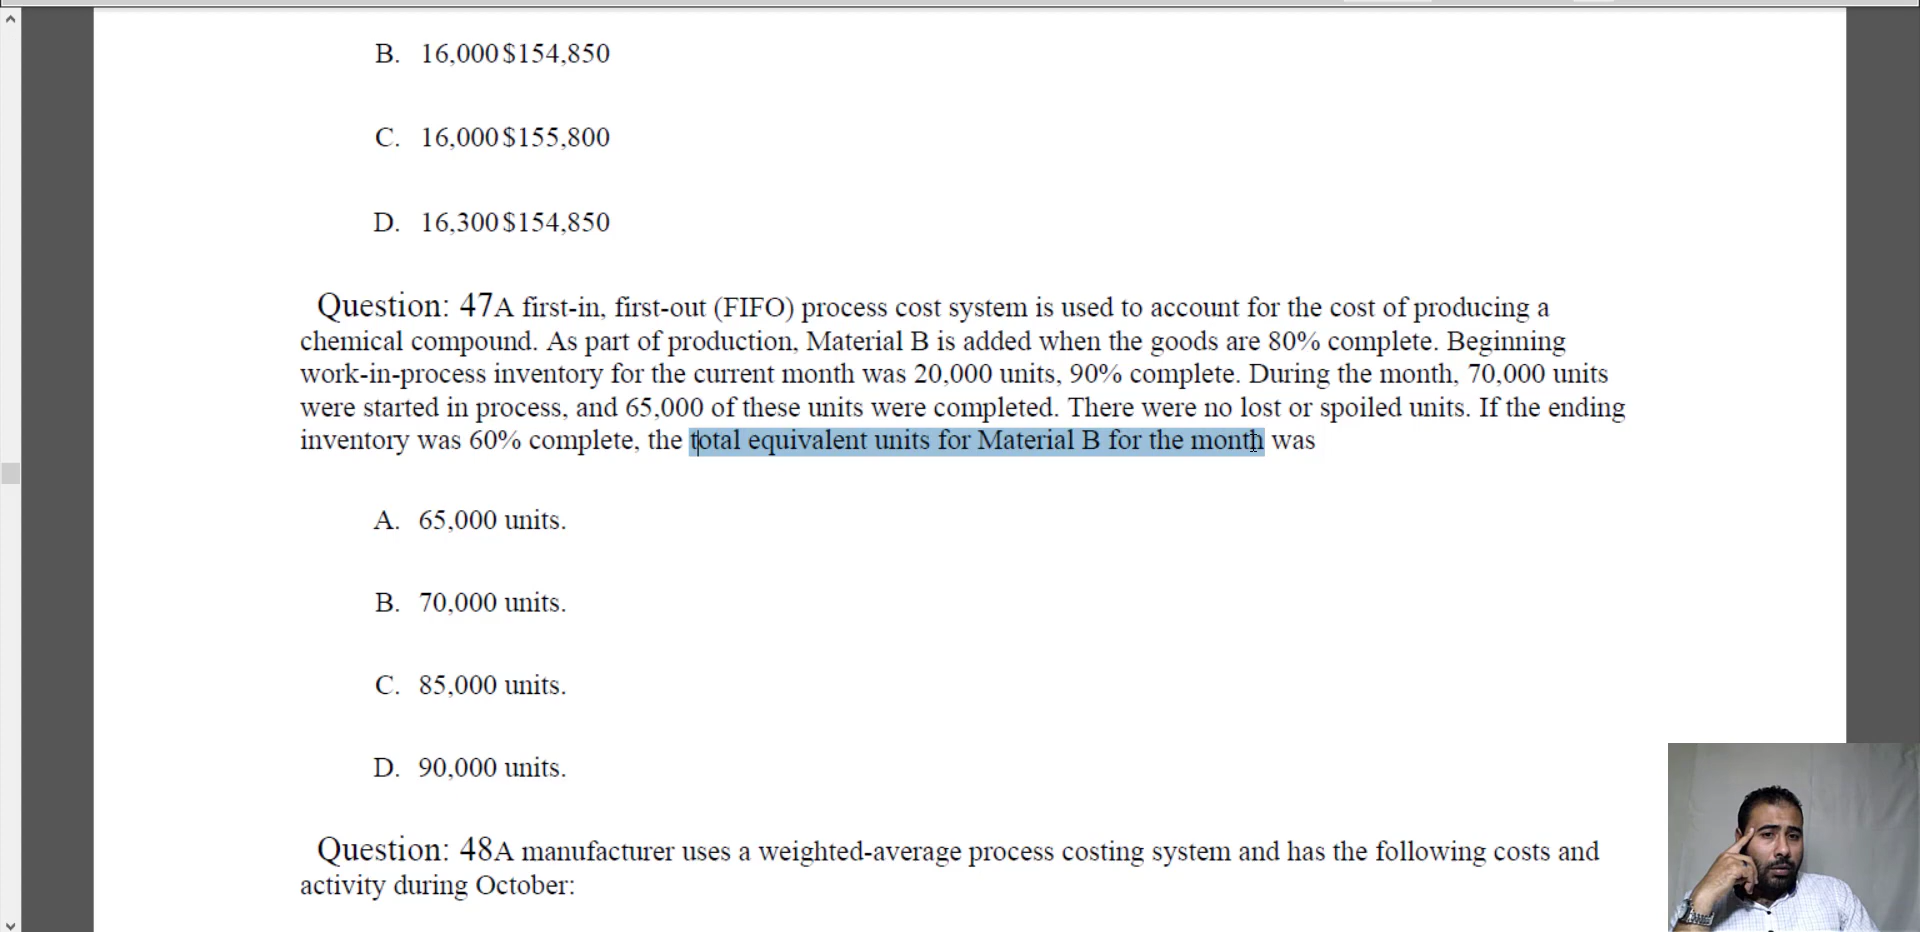 B. 16,000$154,850
C. 16,000$155,800
D. 16,300$154,850
Question: 47A first-in, first-out (FIFO) process cost system is used to account for the cost of producing a
chemical compound. As part of production, Material B is added when the goods are 80% complete. Beginning
work-in-process inventory for the current month was 20,000 units, 90% complete. During the month, 70,000 units
were started in process, and 65,000 of these units were completed. There were no lost or spoiled units. If the ending
inventory was 60% complete, the total equivalent units for Material B for the month was
A. 65,000 units.
B. 70,000 units.
C. 85,000 units.
D. 90,000 units.
Question: 48A manufacturer uses a weighted-average process costing system and has the following costs and
activity during October: